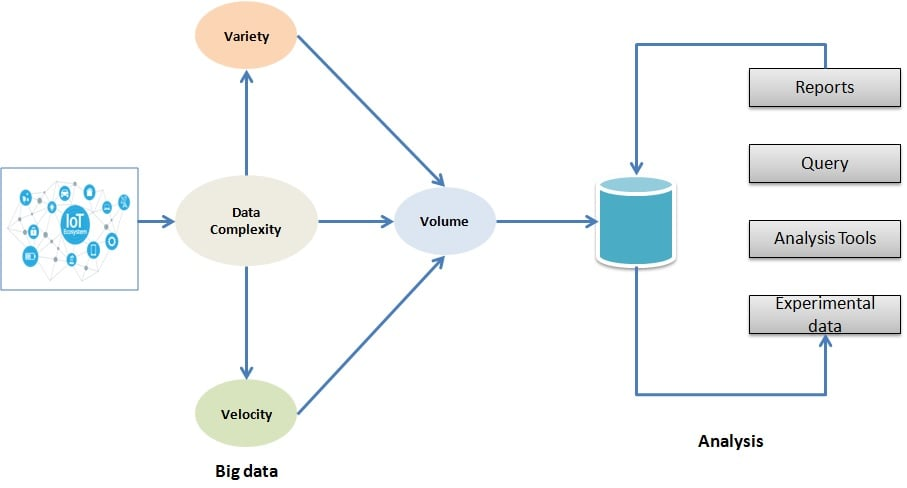 Variety
Reports
Query
IoT
Ecosystem
Data
Complexity
Volume
Analysis Tools
Experimental
data
Velocity
Analysis
Big data